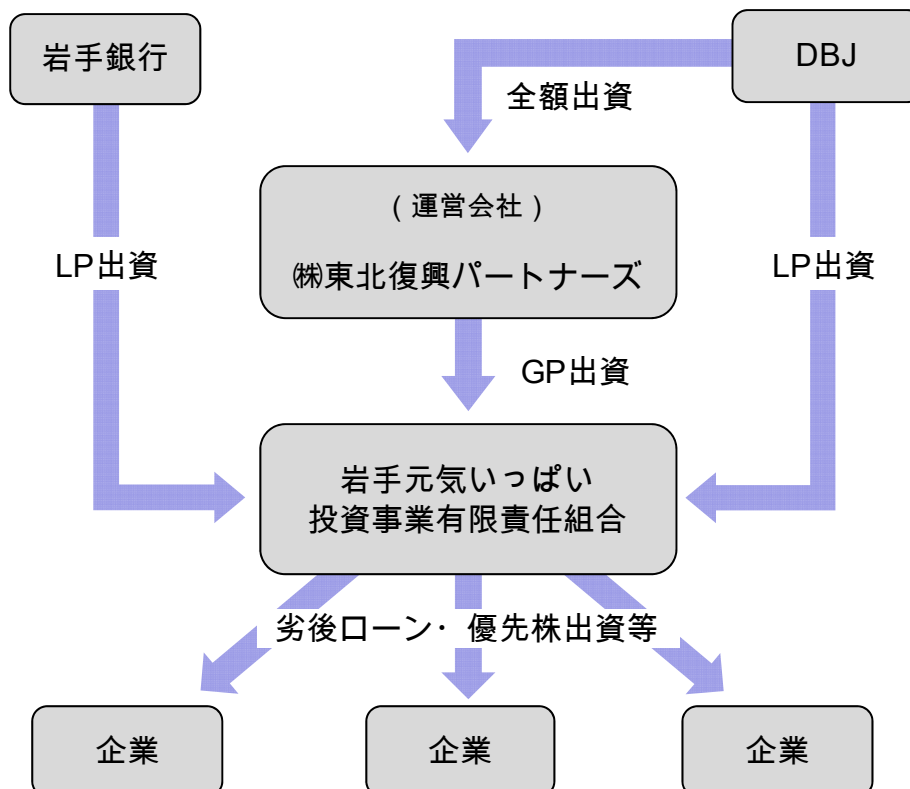 岩手銀行
DBJ
全額出資
(運営会社)
㈱東北復興パートナーズ
LP出資
LP出資
GP出資
岩手元気いっぱい
投資事業有限責任組合
劣後ローン・優先株出資等
企業
企業
企業